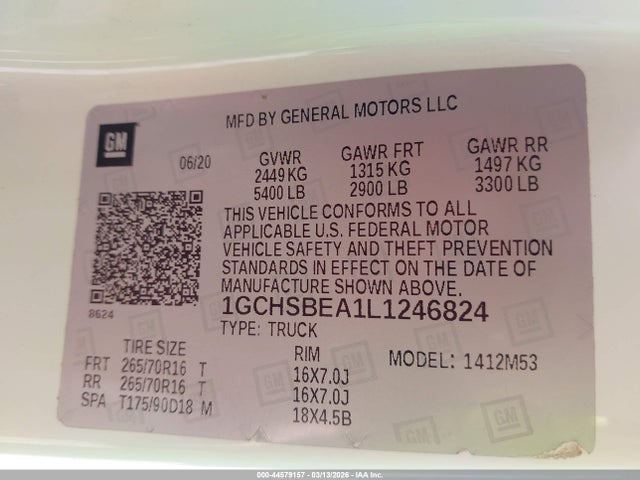 MFD BY GENERAL MOTORS LLC
GM
06/20
GVWR GAWR FRT GAWR RR
2449 KG 1315 KG 1497 KG
5400 LB 2900 LB 3300 LB
THIS VEHICLE CONFORMS TO ALL
APPLICABLE U.S. FEDERAL MOTOR
VEHICLE SAFETY AND THEFT PREVENTION
STANDARDS IN EFFECT ON THE DATE OF
MANUFACTURE SHOWN ABOVE.
8624
1GCHSBEA1L1246824
TYPE: TRUCK
TIRE SIZE RIM MODEL: 1412M53
FRT 265/70R16 T 16X7.0J
RR 265/70R16 T 16X7.0J
SPA T175/90D18 M 18X4.5B
000-44579157 - 03/13/2026 - IAA Inc.